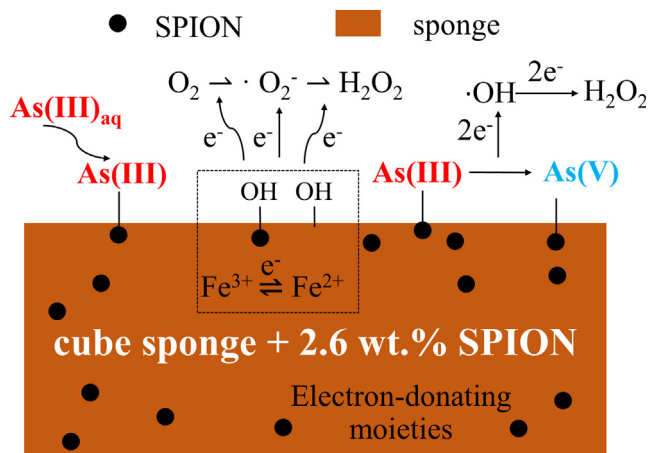 SPION
sponge
O₂ ⇀ · O₂⁻ ⇀ H₂O₂
2e⁻
·OH → H₂O₂
As(III)aq
e⁻ e⁻ e⁻
2e⁻
As(III)
OH OH
As(III) → As(V)
e⁻
Fe³⁺ ⇌ Fe²⁺
cube sponge + 2.6 wt.% SPION
Electron-donating
moieties